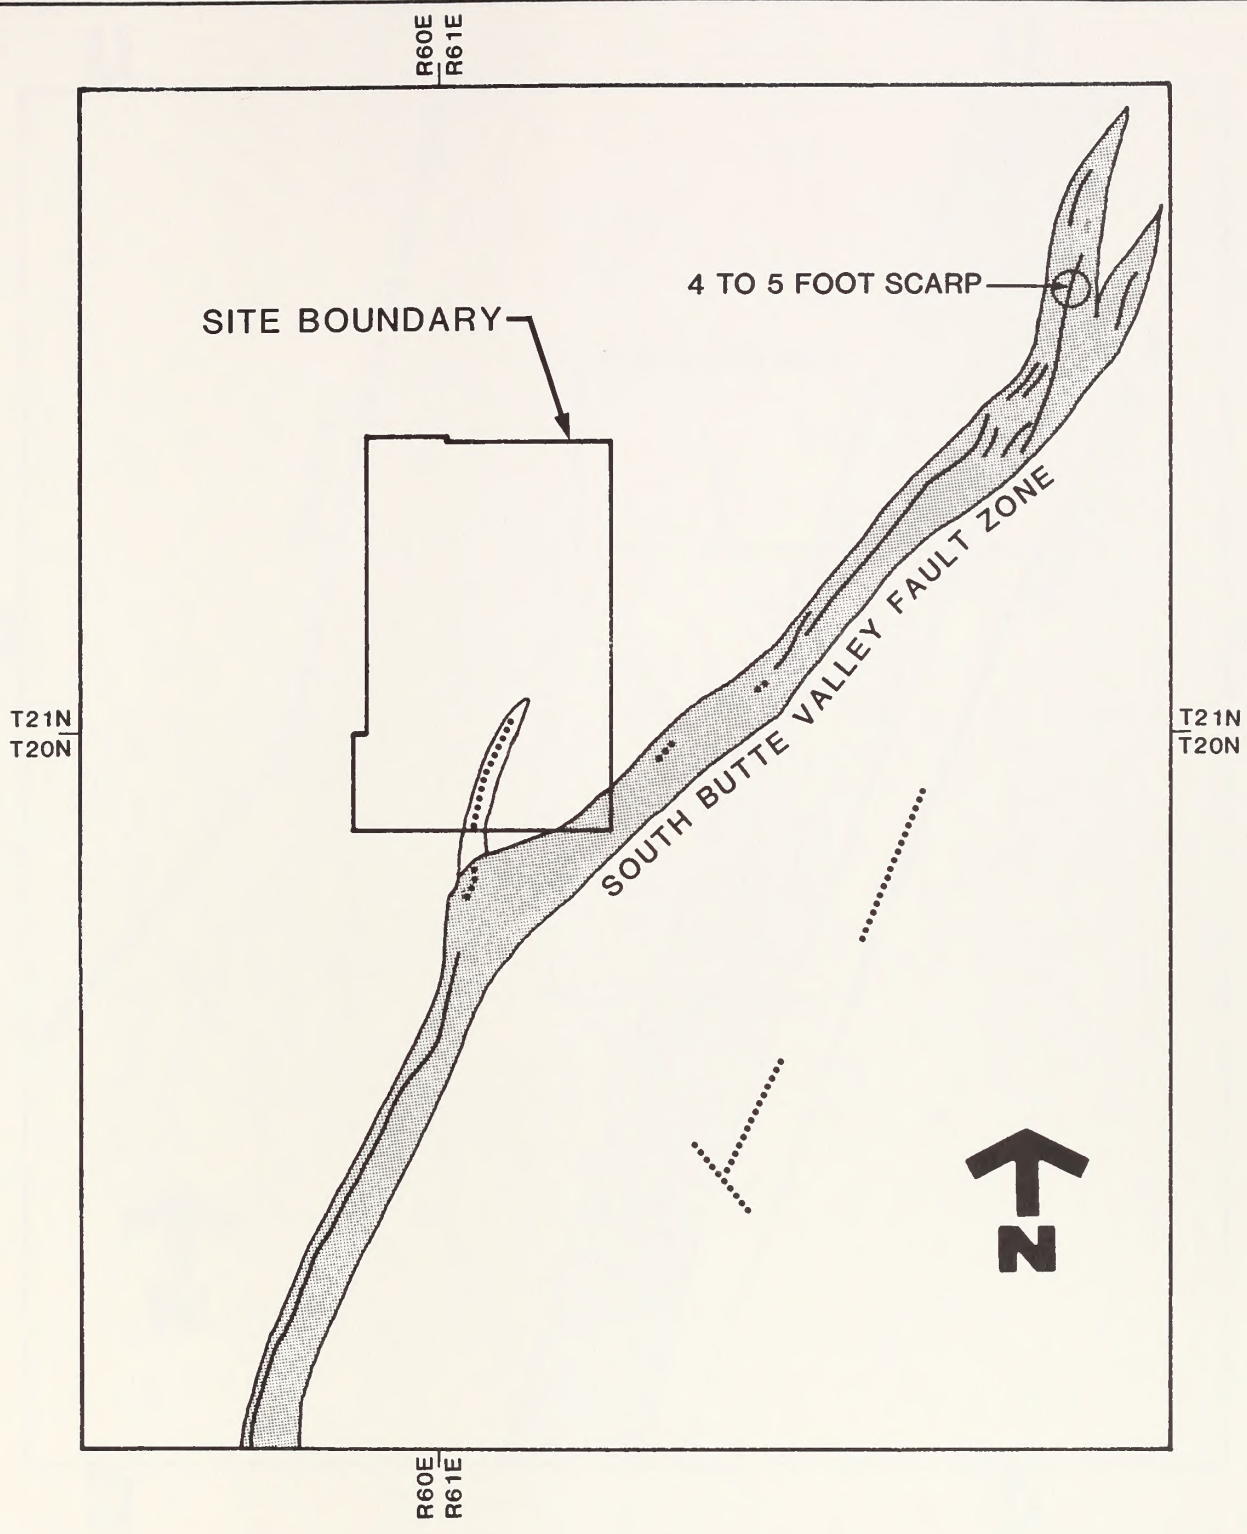 R60E
R61E
4 TO 5 FOOT SCARP
SITE BOUNDARY
SOUTH BUTTE VALLEY FAULT ZONE
T21N
T20N
T21N
T20N
N
R60E
R61E